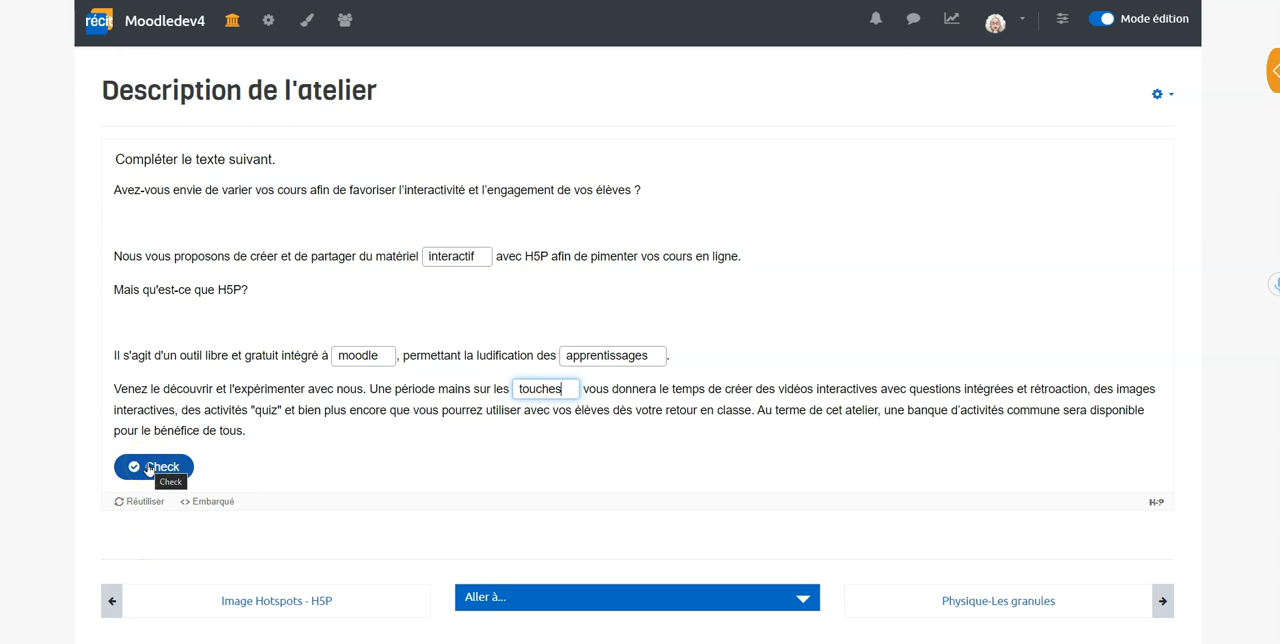 récit Moodledev4 Mode édition
Description de l'atelier
Compléter le texte suivant.
Avez-vous envie de varier vos cours afin de favoriser l'interactivité et l'engagement de vos élèves ?
Nous vous proposons de créer et de partager du matériel interactif avec H5P afin de pimenter vos cours en ligne.
Mais qu'est-ce que H5P?
Il s'agit d'un outil libre et gratuit intégré à moodle , permettant la ludification des apprentissages .
Venez le découvrir et l'expérimenter avec nous. Une période mains sur les touches vous donnera le temps de créer des vidéos interactives avec questions intégrées et rétroaction, des images
interactives, des activités "quiz" et bien plus encore que vous pourrez utiliser avec vos élèves dès votre retour en classe. Au terme de cet atelier, une banque d'activités commune sera disponible
pour le bénéfice de tous.
Check
Check
Réutiliser <> Embarqué H5P
Image Hotspots - H5P Aller à... Physique-Les granules